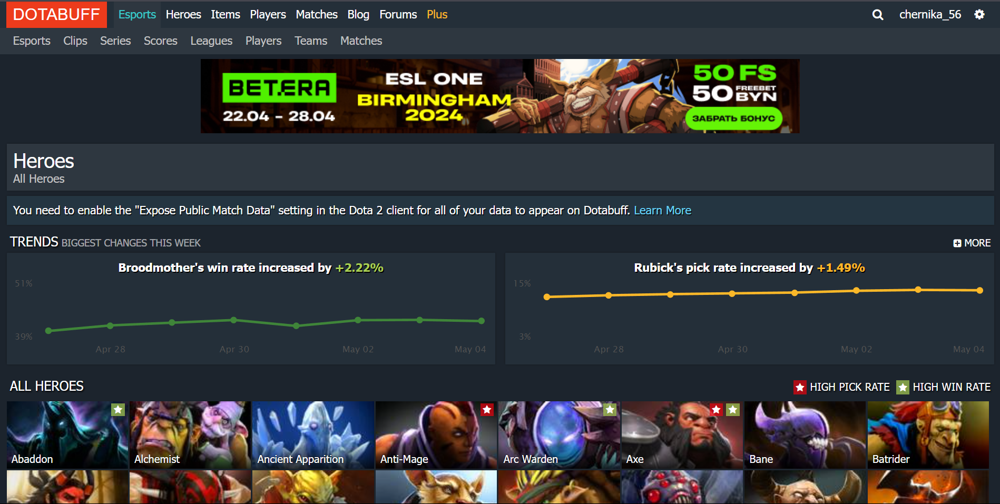 DOTABUFF Esports Heroes Items Players Matches Blog Forums Plus chernika_56
Esports Clips Series Scores Leagues Players Teams Matches
BET.ERA
22.04 – 28.04
ESL ONE
BIRMINGHAM
2024
50 FS
50 FREEBET BYN
ЗАБРАТЬ БОНУС
Heroes
All Heroes
You need to enable the "Expose Public Match Data" setting in the Dota 2 client for all of your data to appear on Dotabuff. Learn More
TRENDS BIGGEST CHANGES THIS WEEK MORE
Broodmother's win rate increased by +2.22%
51%
39%
Apr 28 Apr 30 May 02 May 04
Rubick's pick rate increased by +1.49%
15%
3%
Apr 28 Apr 30 May 02 May 04
ALL HEROES HIGH PICK RATE HIGH WIN RATE
Abaddon Alchemist Ancient Apparition Anti-Mage Arc Warden Axe Bane Batrider